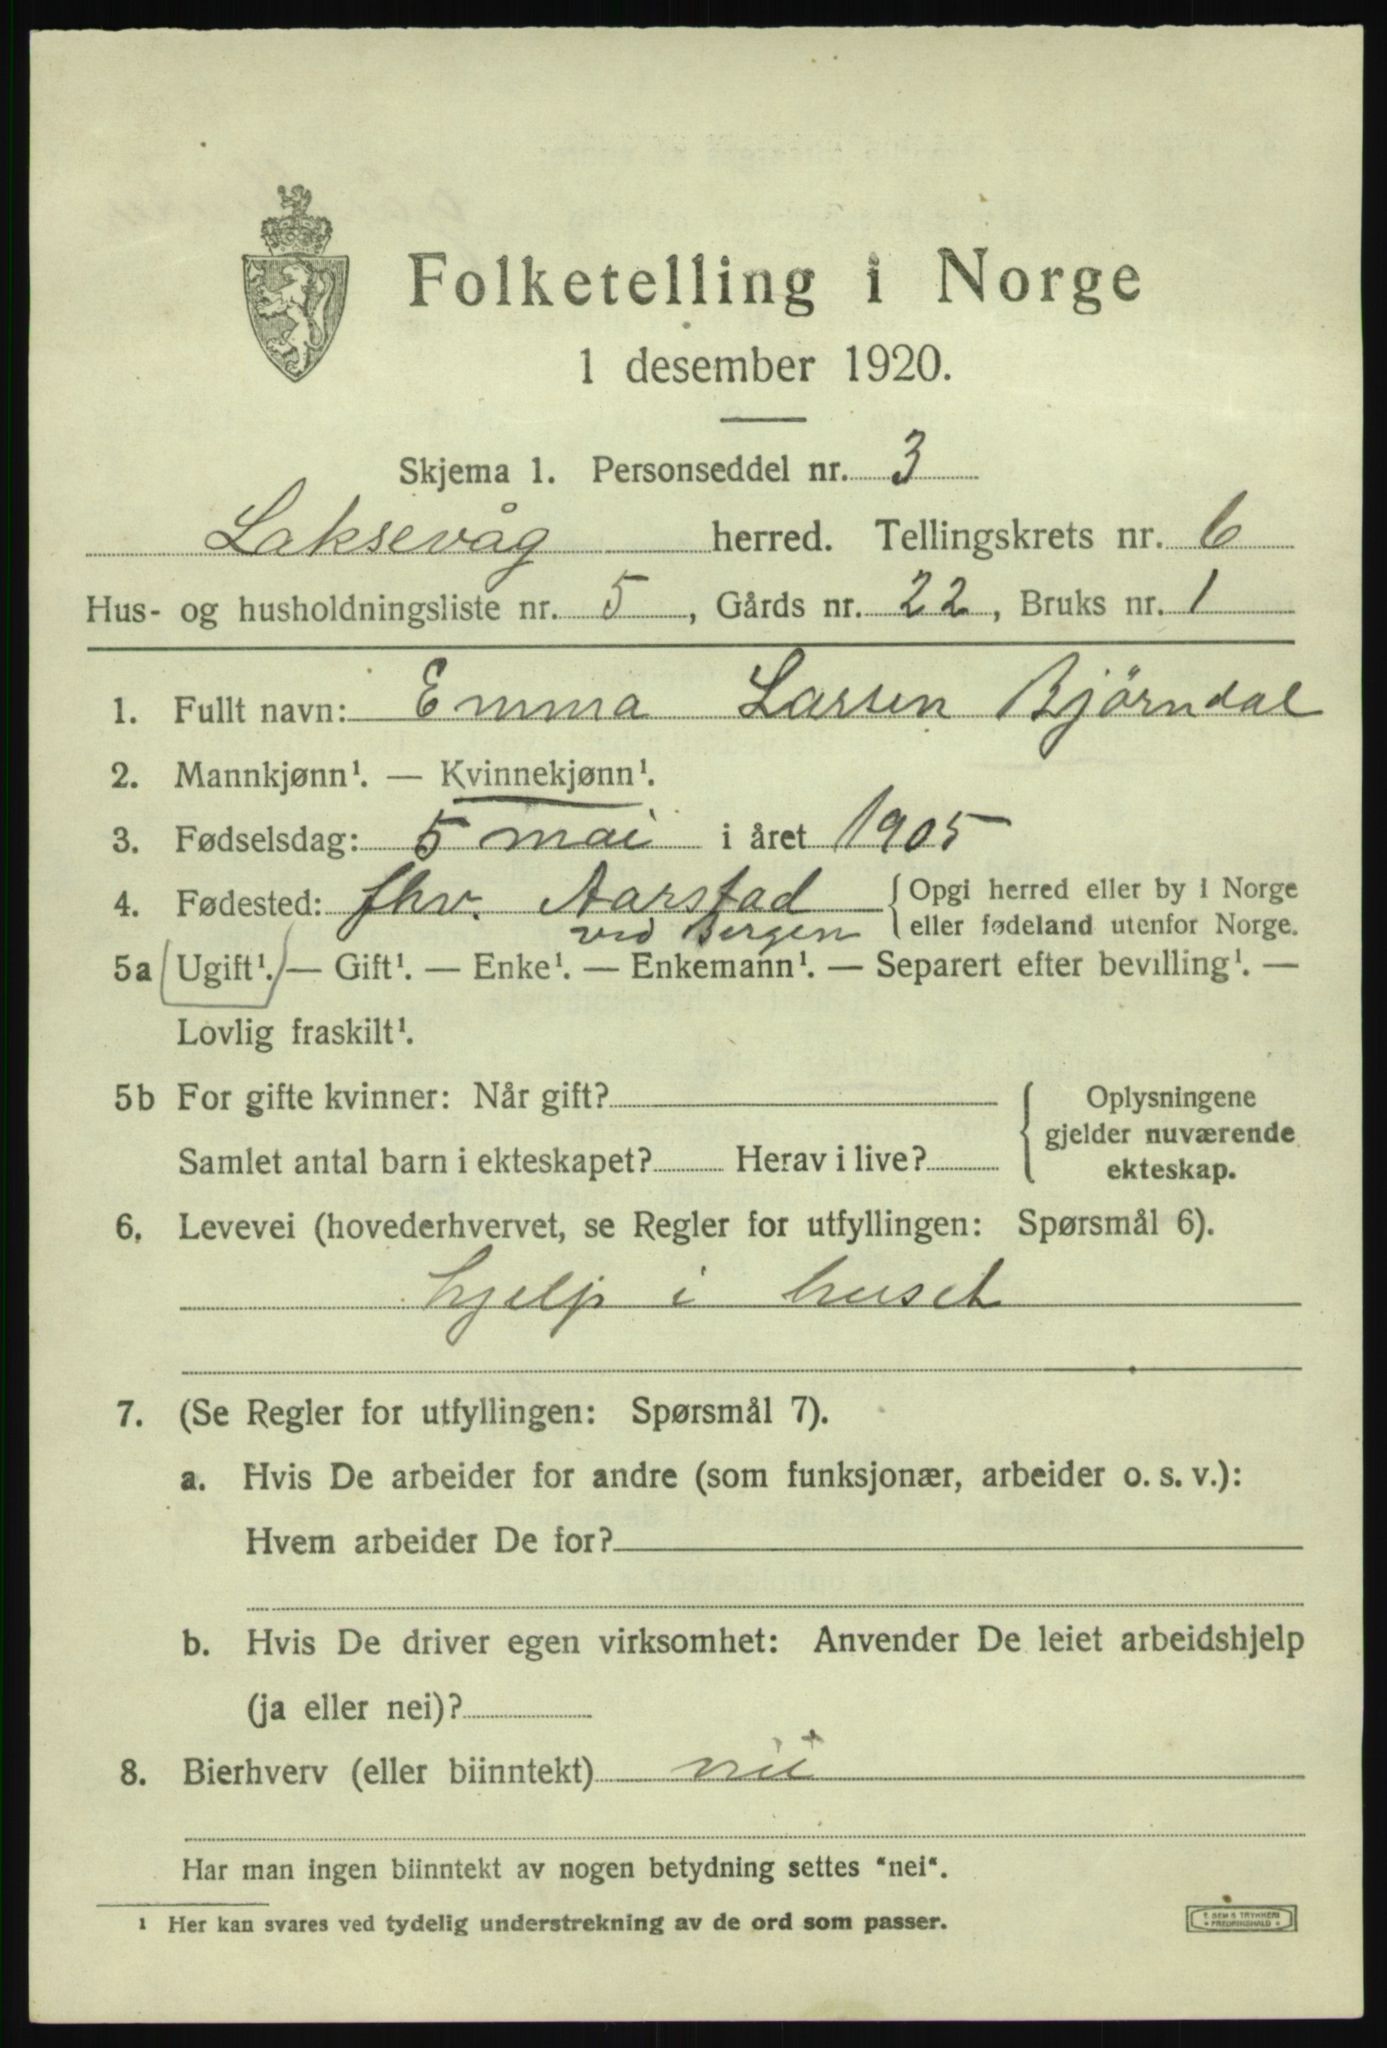 Folketelling i Norge
1 desember 1920.
Skjema 1. Personseddel nr. 3
Laksevåg herred. Tellingskrets nr. 6
Hus- og husholdningsliste nr. 5, Gårds nr. 22, Bruks nr. 1
1. Fullt navn: Emma Larsen Bjørndal
2. Mannkjønn¹. — Kvinnekjønn¹.
3. Fødselsdag: 5 mai i året 1905
4. Fødested: fhv. Aarstad { Opgi herred eller by i Norge
ved Bergen eller fødeland utenfor Norge.
5a (Ugift¹.) — Gift¹. — Enke¹. — Enkemann¹. — Separert efter bevilling¹. —
Lovlig fraskilt¹.
5b For gifte kvinner: Når gift? { Oplysningene
gjelder nuværende
Samlet antal barn i ekteskapet? Herav i live?
ekteskap.
6. Levevei (hovederhvervet, se Regler for utfyllingen: Spørsmål 6).
hjelp i huset
7. (Se Regler for utfyllingen: Spørsmål 7).
a. Hvis De arbeider for andre (som funksjonær, arbeider o. s. v.):
Hvem arbeider De for?
b. Hvis De driver egen virksomhet: Anvender De leiet arbeidshjelp
(ja eller nei)?
8. Bierhverv (eller biinntekt) nei
Har man ingen biinntekt av nogen betydning settes "nei".
¹ Her kan svares ved tydelig understrekning av de ord som passer.
E. SEM'S TRYKKERI
• FREDRIKSHALD •